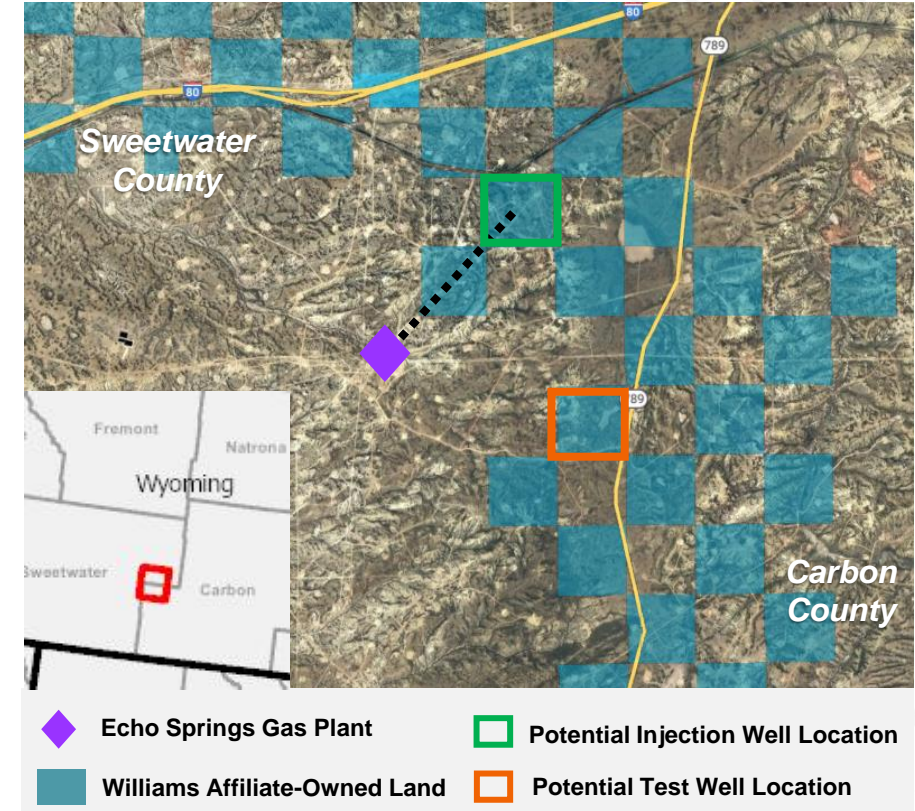 80
789
80
Sweetwater
County
89
Fremont
Natrona
Wyoming
Sweetwater
Carbon
Carbon
County
Echo Springs Gas Plant
Potential Injection Well Location
Williams Affiliate-Owned Land
Potential Test Well Location